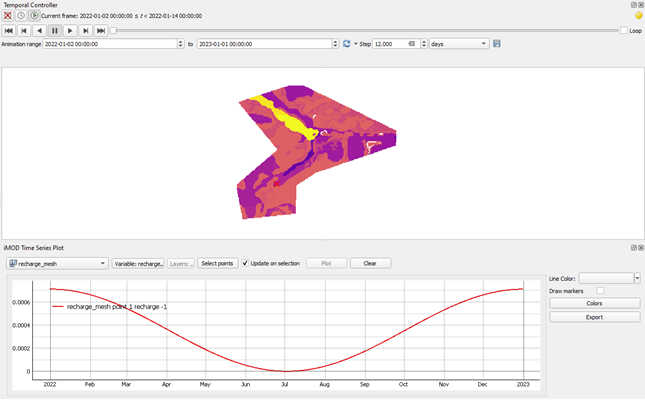 Temporal Controller
Current frame: 2022-01-02 00:00:00 ≤ t < 2022-01-14 00:00:00
Loop
Animation range 2022-01-02 00:00:00 to 2023-01-01 00:00:00 Step 12.000 days
iMOD Time Series Plot
recharge_mesh Variable: recharge,. Layers: .. Select points Update on selection Plot Clear
Line Color:
Draw markers
Colors
Export
0.0006
recharge_mesh point 1 recharge -1
0.0004
0.0002
0
2022 Feb Mar Apr May Jun Jul Aug Sep Oct Nov Dec 2023